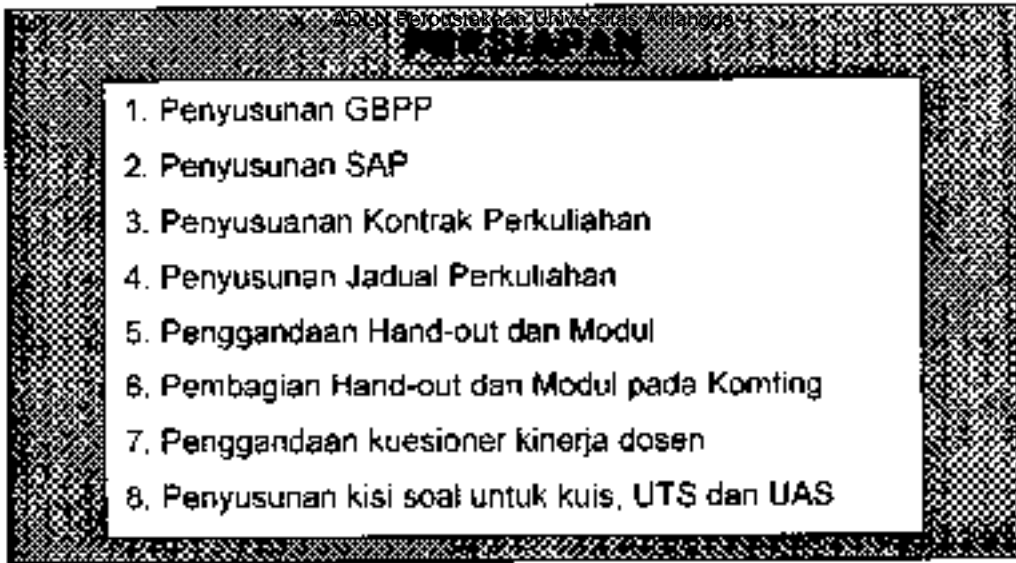 ADLN Perpustakaan Universitas Airlangga
PERSIAPAN
1. Penyusunan GBPP
2. Penyusunan SAP
3. Penyusuanan Kontrak Perkuliahan
4. Penyusunan Jadual Perkuliahan
5. Penggandaan Hand-out dan Modul
6. Pembagian Hand-out dan Modul pada Komting
7. Penggandaan kuesioner kinerja dosen
8. Penyusunan kisi soal untuk kuis, UTS dan UAS